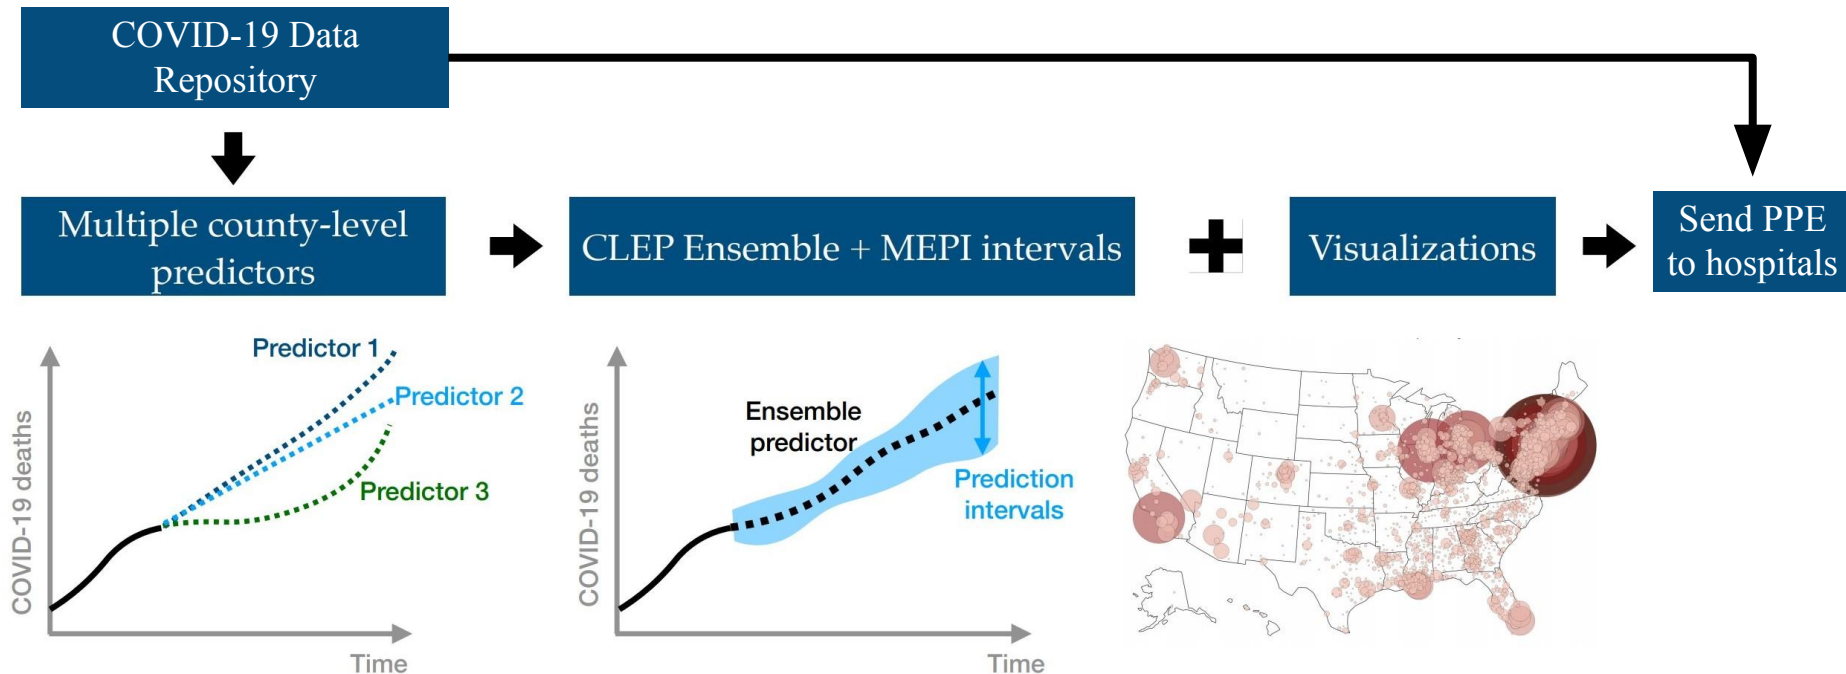 COVID-19 Data
Repository
Multiple county-level
predictors
CLEP Ensemble + MEPI intervals
Visualizations
Send PPE
to hospitals
COVID-19 deaths
Predictor 1
Predictor 2
Predictor 3
Time
COVID-19 deaths
Ensemble
predictor
Prediction
intervals
Time